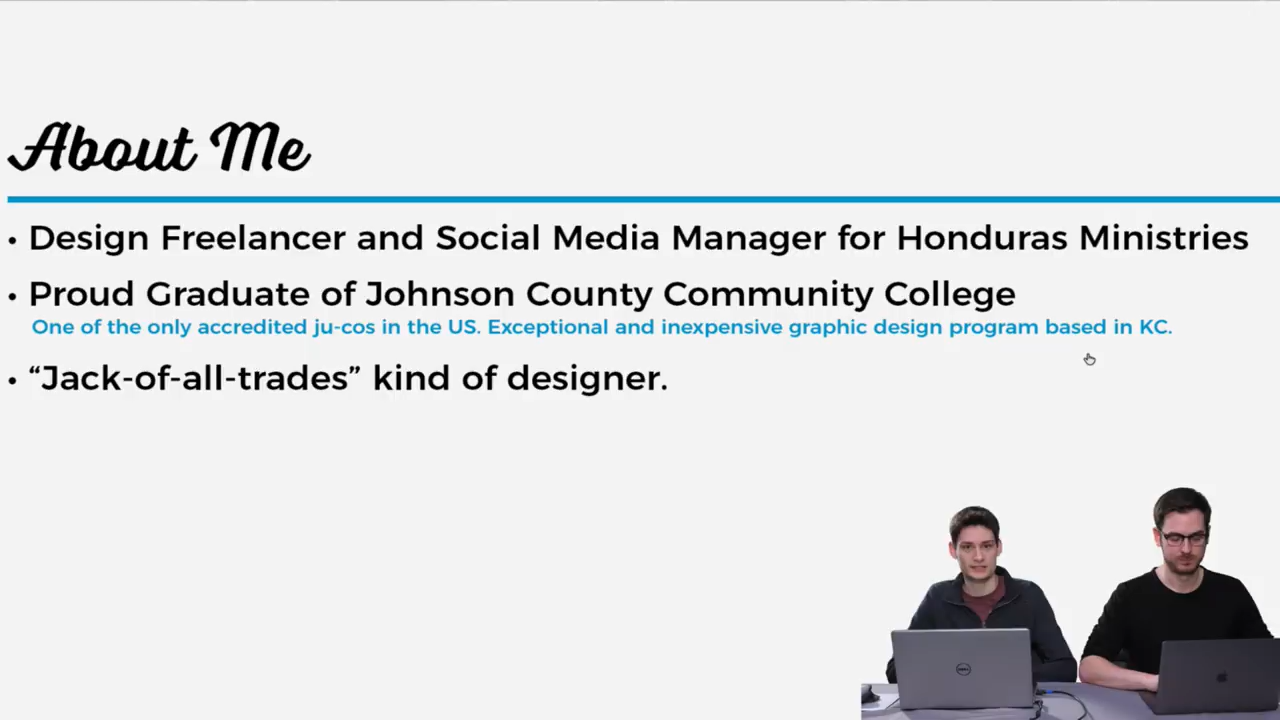 About Me
• Design Freelancer and Social Media Manager for Honduras Ministries
• Proud Graduate of Johnson County Community College
One of the only accredited ju-cos in the US. Exceptional and inexpensive graphic design program based in KC.
• “Jack-of-all-trades” kind of designer.
DELL